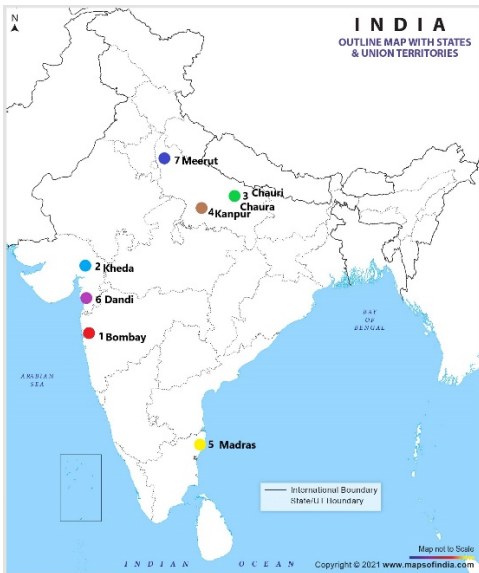 N
INDIA
OUTLINE MAP WITH STATES
& UNION TERRITORIES
7 Meerut
3 Chauri
Chaura
4 Kanpur
2 Kheda
6 Dandi
1 Bombay
BAY
OF
BENGAL
ARABIAN
SEA
5 Madras
International Boundary
State/UT Boundary
Map not to Scale
INDIAN OCEAN
Copyright © 2021 www.mapsofindia.com